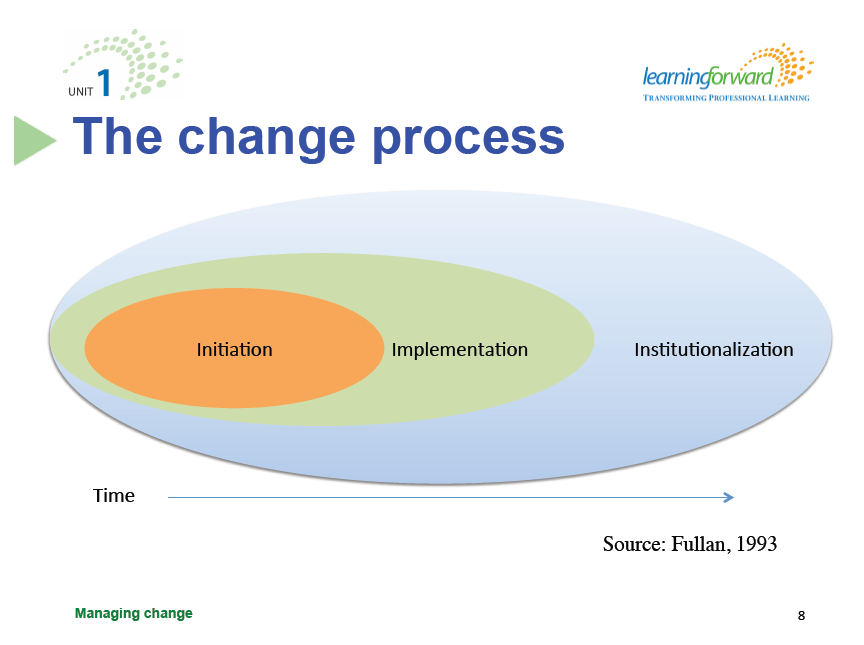 UNIT 1
learningforward
TRANSFORMING PROFESSIONAL LEARNING
The change process
Initiation Implementation Institutionalization
Time
Source: Fullan, 1993
Managing change 8